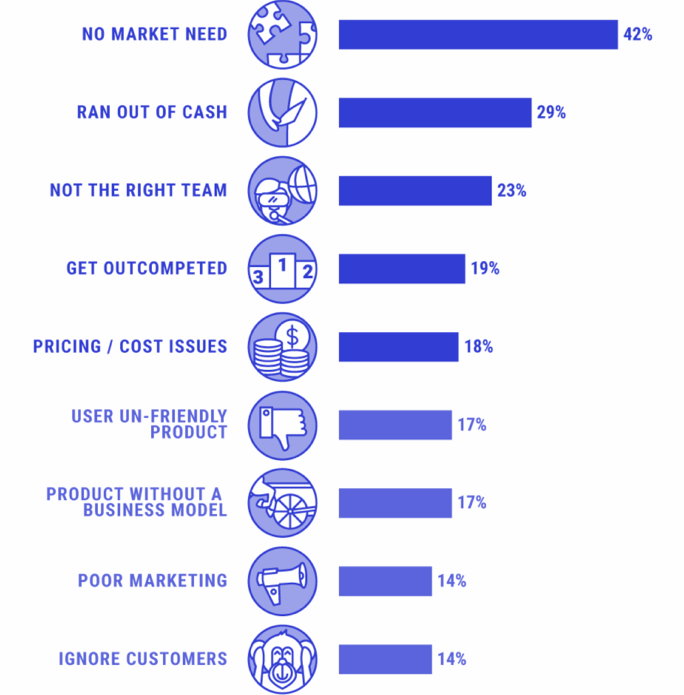 NO MARKET NEED
42%
RAN OUT OF CASH
29%
NOT THE RIGHT TEAM
23%
GET OUTCOMPETED
3 1 2
19%
PRICING / COST ISSUES
$
18%
USER UN-FRIENDLY
PRODUCT
17%
PRODUCT WITHOUT A
BUSINESS MODEL
17%
POOR MARKETING
14%
IGNORE CUSTOMERS
14%